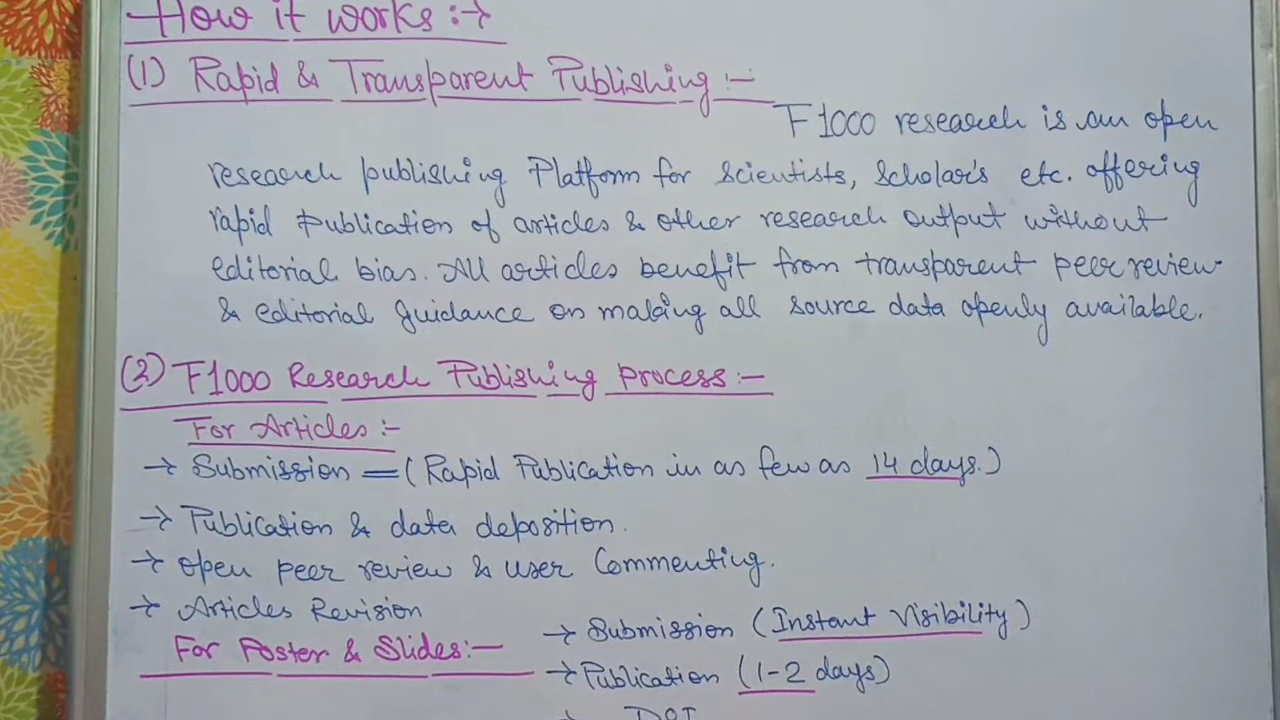 How it works :→
(1) Rapid & Transparent Publishing :-
F1000 research is an open
research publishing Platform for Scientists, Scholar's etc. offering
rapid publication of articles & other research output without
editorial bias. All articles benefit from transparent peer review
& editorial guidance on making all source data openly available.
(2) F1000 Research Publishing process :-
For Articles :-
→ Submission = (Rapid Publication in as few as 14 days.)
→ Publication & data deposition.
→ open peer review & user Commenting.
→ Articles Revision
For Poster & Slides :-
→ Submission (Instant Visibility)
→ Publication (1-2 days)
→ DOI